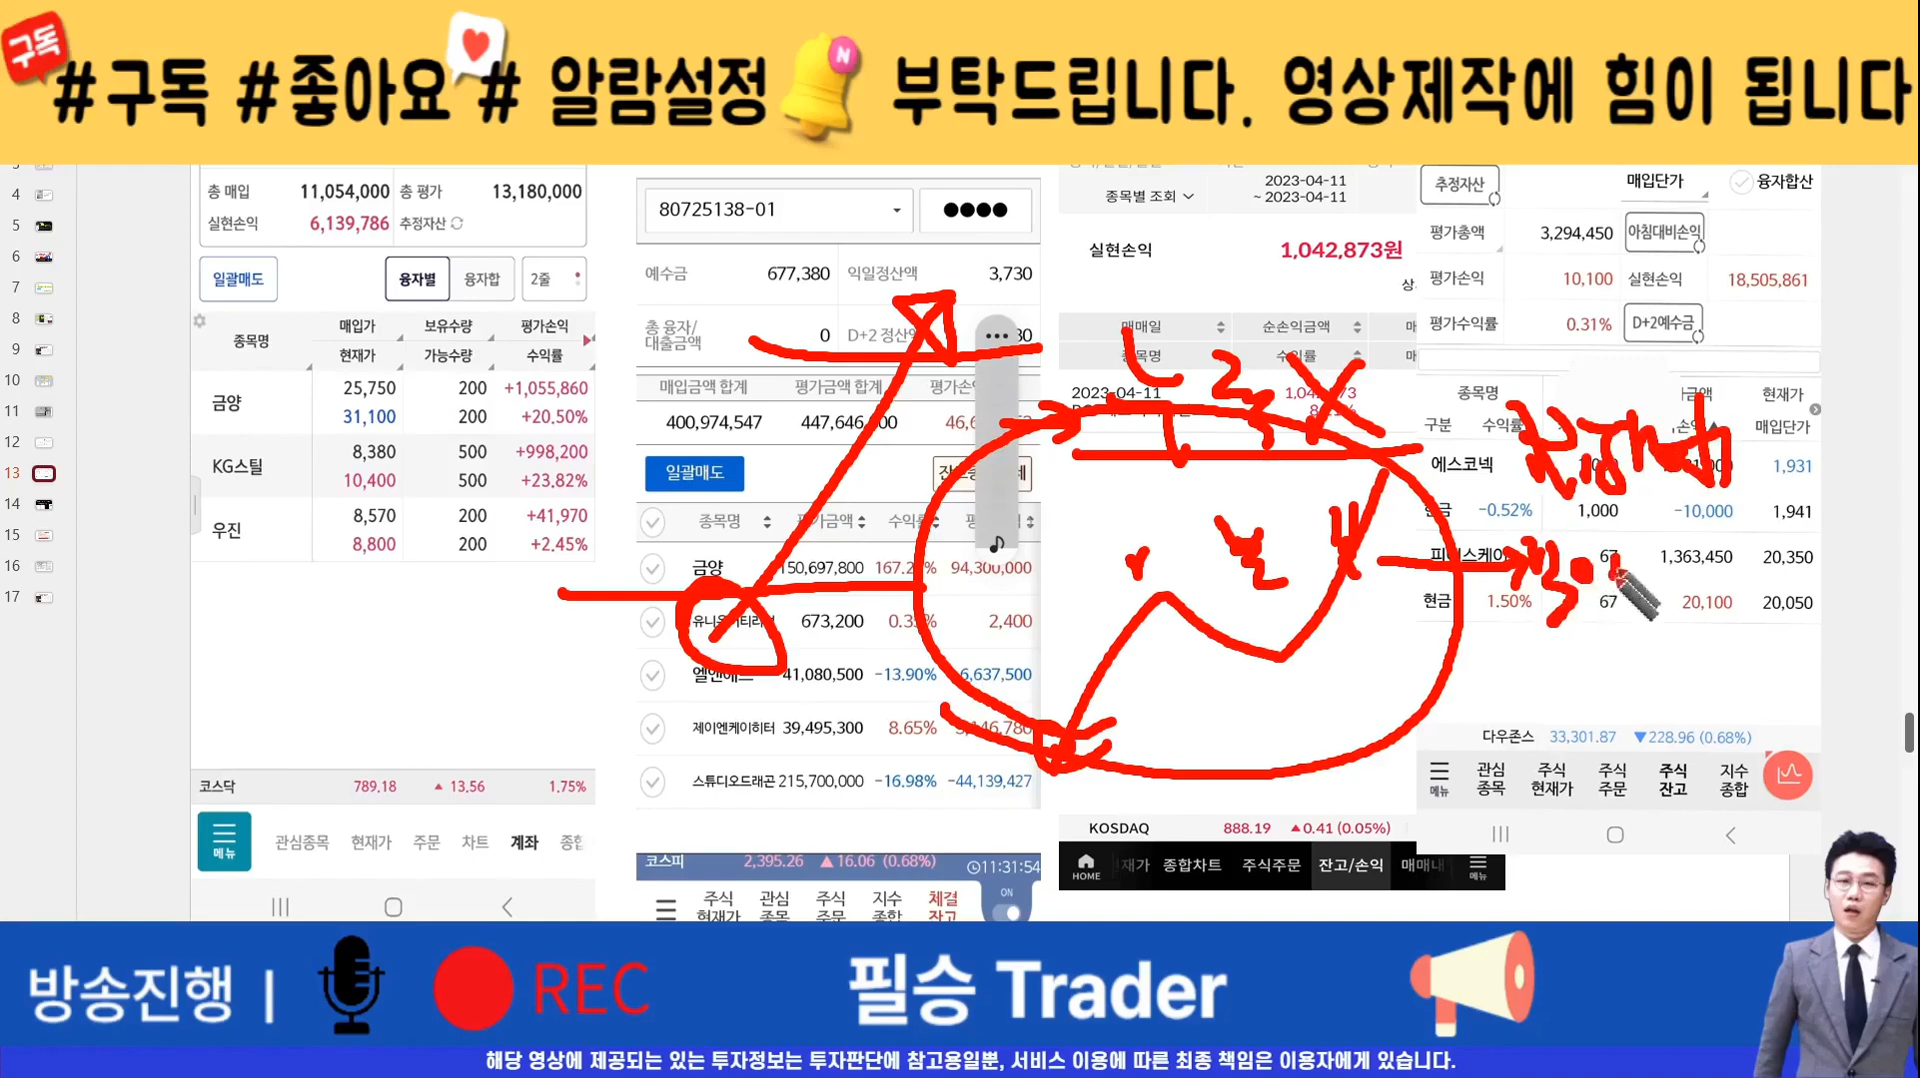 구독
N
#구독 #좋아요 # 알람설정 부탁드립니다. 영상제작에 힘이 됩니다
4
5
6
7
8
9
10
11
12
13
14
15
16
17
총 매입 11,054,000 총 평가 13,180,000
실현손익 6,139,786 추정자산
일괄매도 융자별 융자합 2줄
종목명 매입가 보유수량 평가손익
현재가 가능수량 수익률
금양 25,750 200 +1,055,860
31,100 200 +20.50%
KG스틸 8,380 500 +998,200
10,400 500 +23.82%
우진 8,570 200 +41,970
8,800 200 +2.45%
코스닥 789.18 ▲ 13.56 1.75%
메뉴 관심종목 현재가 주문 차트 계좌
80725138-01 ●●●●
예수금 677,380 익일정산액 3,730
총 융자/대출금액 0 D+2
매입금액 합계 평가금액 합계
400,974,547
일괄매도
종목명
금양 150,697,800 94,300,000
673,200 2,400
41,080,500 -13.90% 6,637,500
제이엔케이히터 39,495,300 8.65%
스튜디오드래곤 215,700,000 -16.98% -44,139,427
코스피 2,395.26 ▲ 16.06 (0.68%) 11:31:54
주식현재가 관심종목 주식주문 지수종합 체결잔고
ON
종목별 조회 2023-04-11
~ 2023-04-11
실현손익 1,042,873원
매매일 순손익금액
수익률
2023-04-11
KOSDAQ 888.19 ▲0.41 (0.05%)
HOME 종합차트 주식주문 잔고/손익 메뉴
추정자산 매입단가 융자합산
평가총액 3,294,450 아침대비손익
평가손익 10,100 실현손익 18,505,861
평가수익률 0.31% D+2예수금
종목명 현재가
구분 매입단가
에스코넥 1,931
현금 -0.52% 1,000 -10,000 1,941
67 1,363,450 20,350
현금 1.50% 67 20,100 20,050
다우존스 33,301.87 ▼228.96 (0.68%)
메뉴 관심종목 주식현재가 주식주문 주식잔고 지수종합
방송진행 | REC 필승 Trader
해당 영상에 제공되는 있는 투자정보는 투자판단에 참고용일뿐, 서비스 이용에 따른 최종 책임은 이용자에게 있습니다.